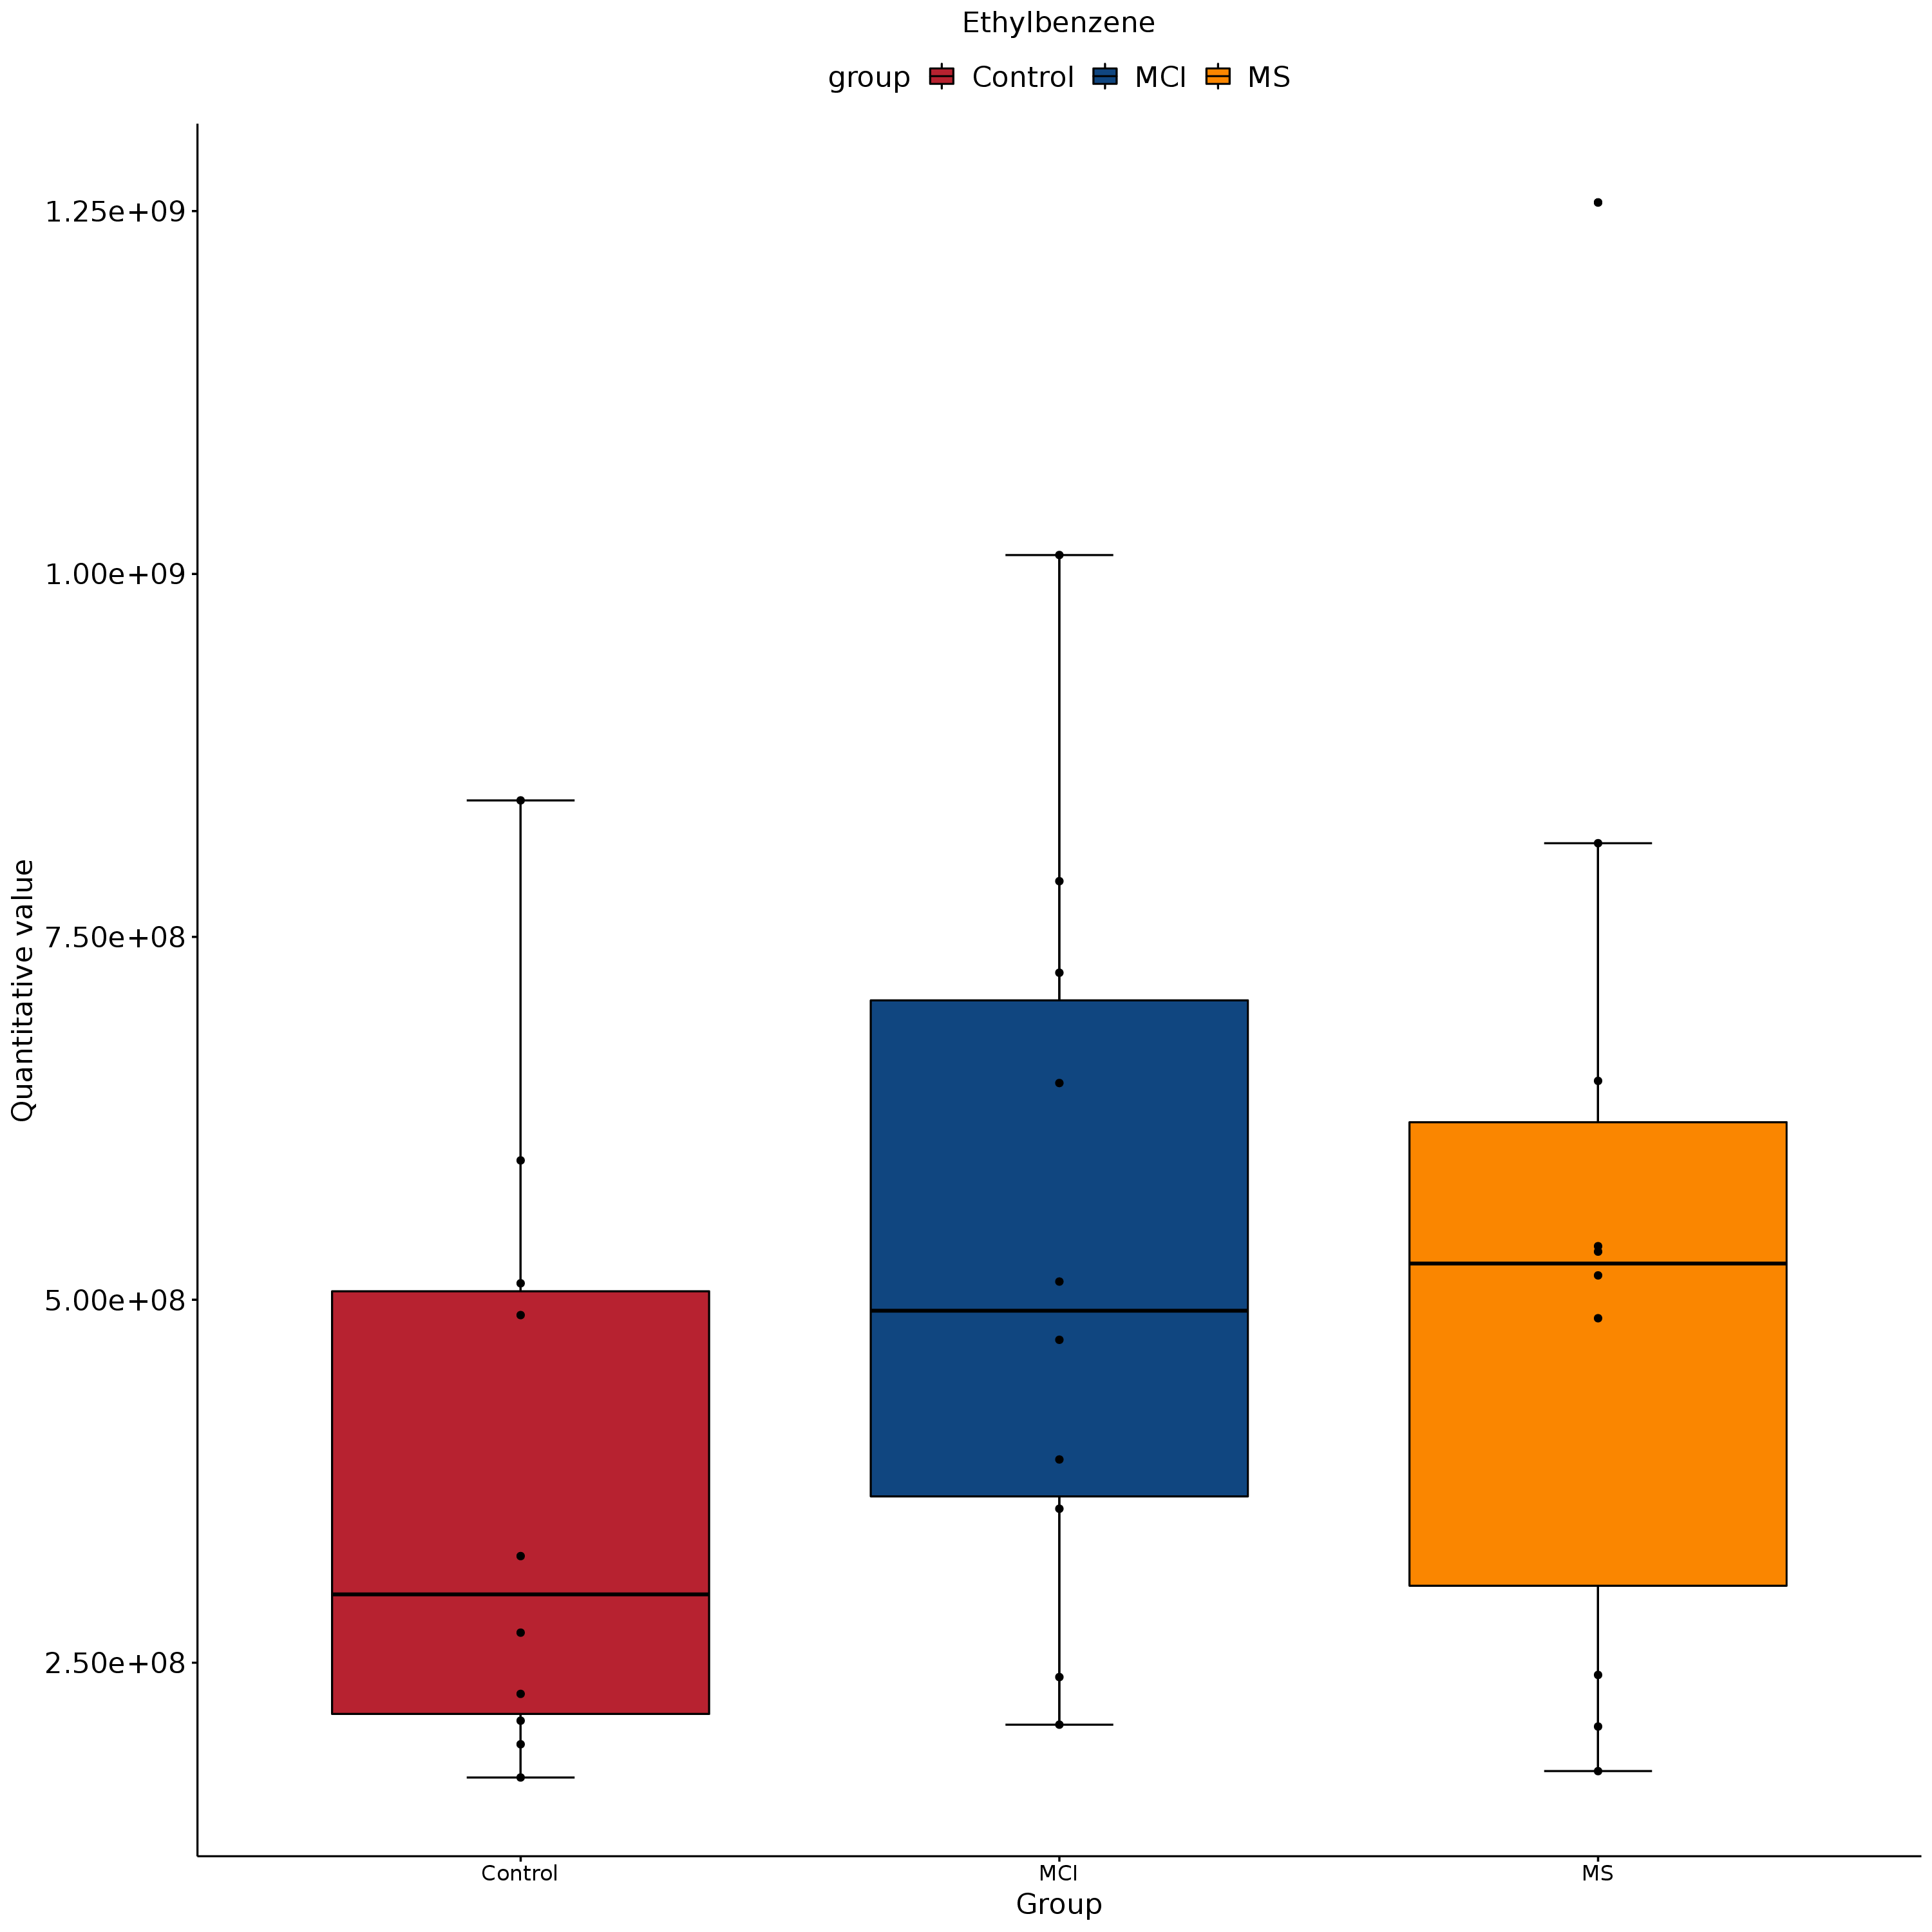 Ethylbenzene
group Control MCI MS
1.25e+09
1.00e+09
7.50e+08
5.00e+08
2.50e+08
Quantitative value
Control MCI MS
Group